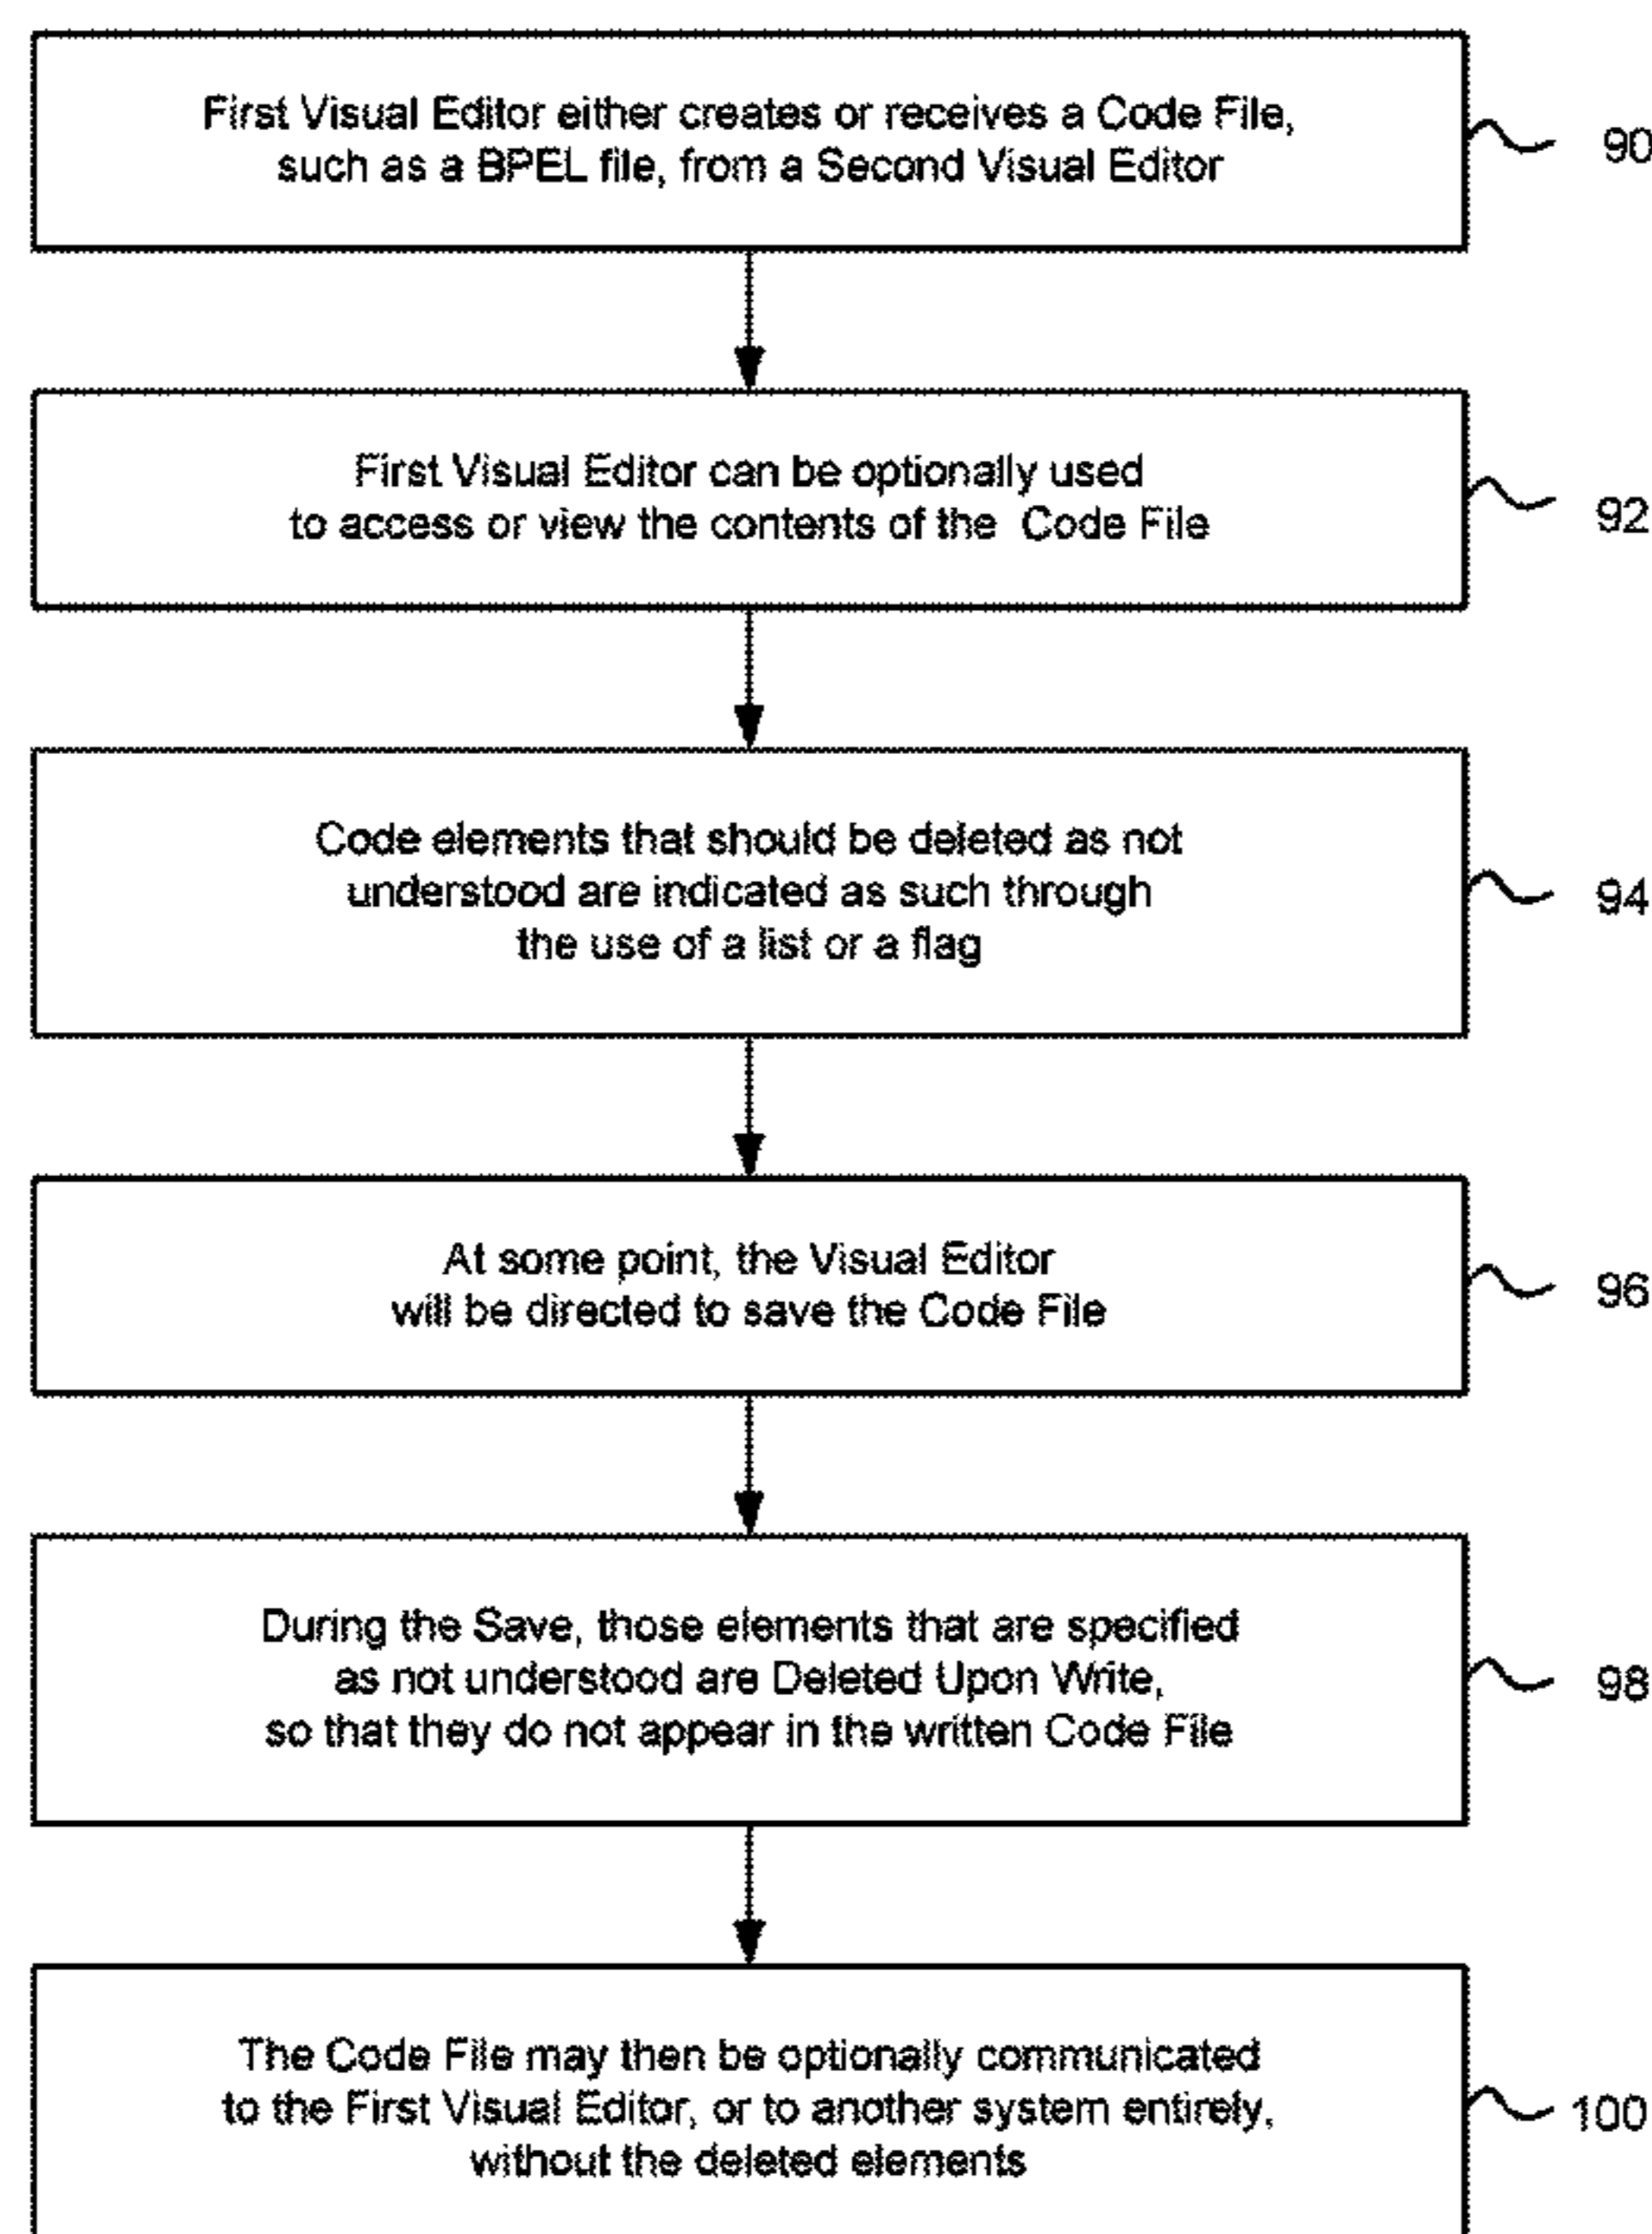 First Visual Editor either creates or receives a Code File,
such as a BPEL file, from a Second Visual Editor
90
First Visual Editor can be optionally used
to access or view the contents of the Code File
92
Code elements that should be deleted as not
understood are indicated as such through
the use of a list or a flag
94
At some point, the Visual Editor
will be directed to save the Code File
96
During the Save, those elements that are specified
as not understood are Deleted Upon Write,
so that they do not appear in the written Code File
98
The Code File may then be optionally communicated
to the First Visual Editor, or to another system entirely,
without the deleted elements
100